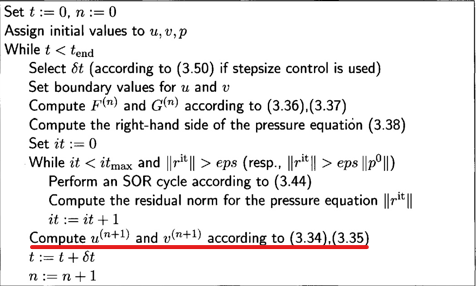 Set t := 0, n := 0
Assign initial values to u, v, p
While t < t_end
Select δt (according to (3.50) if stepsize control is used)
Set boundary values for u and v
Compute F^(n) and G^(n) according to (3.36),(3.37)
Compute the right-hand side of the pressure equation (3.38)
Set it := 0
While it < it_max and ‖r^it‖ > eps (resp., ‖r^it‖ > eps ‖p^0‖)
Perform an SOR cycle according to (3.44)
Compute the residual norm for the pressure equation ‖r^it‖
it := it + 1
Compute u^(n+1) and v^(n+1) according to (3.34),(3.35)
t := t + δt
n := n + 1